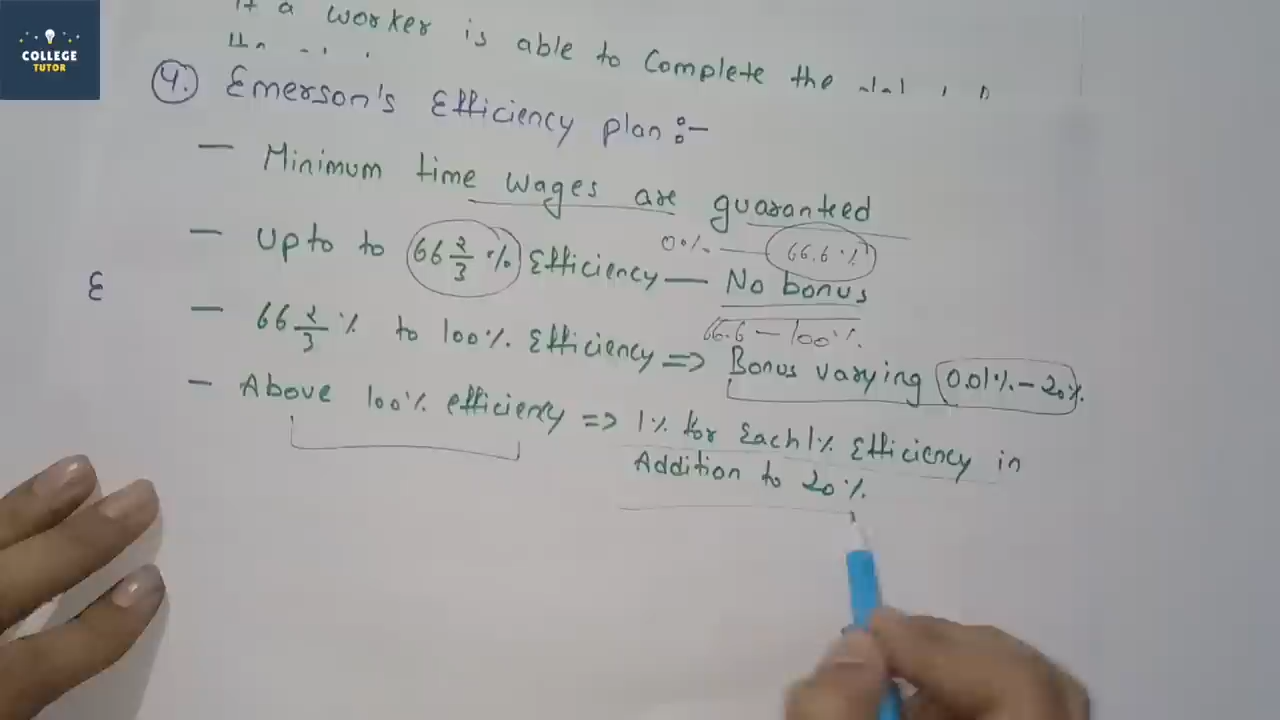 COLLEGE
TUTOR
If a worker is able to Complete the
4. Emerson's Efficiency plan :-
— Minimum time wages are guaranteed
0% — 66.6%
— Upto to 66 2/3 % Efficiency — No bonus
66.6 — 100%.
— 66 2/3 % to 100% Efficiency => Bonus varying 0.01% - 20%.
— Above 100% efficiency => 1% for Each 1% Efficiency in
Addition to 20%.
E